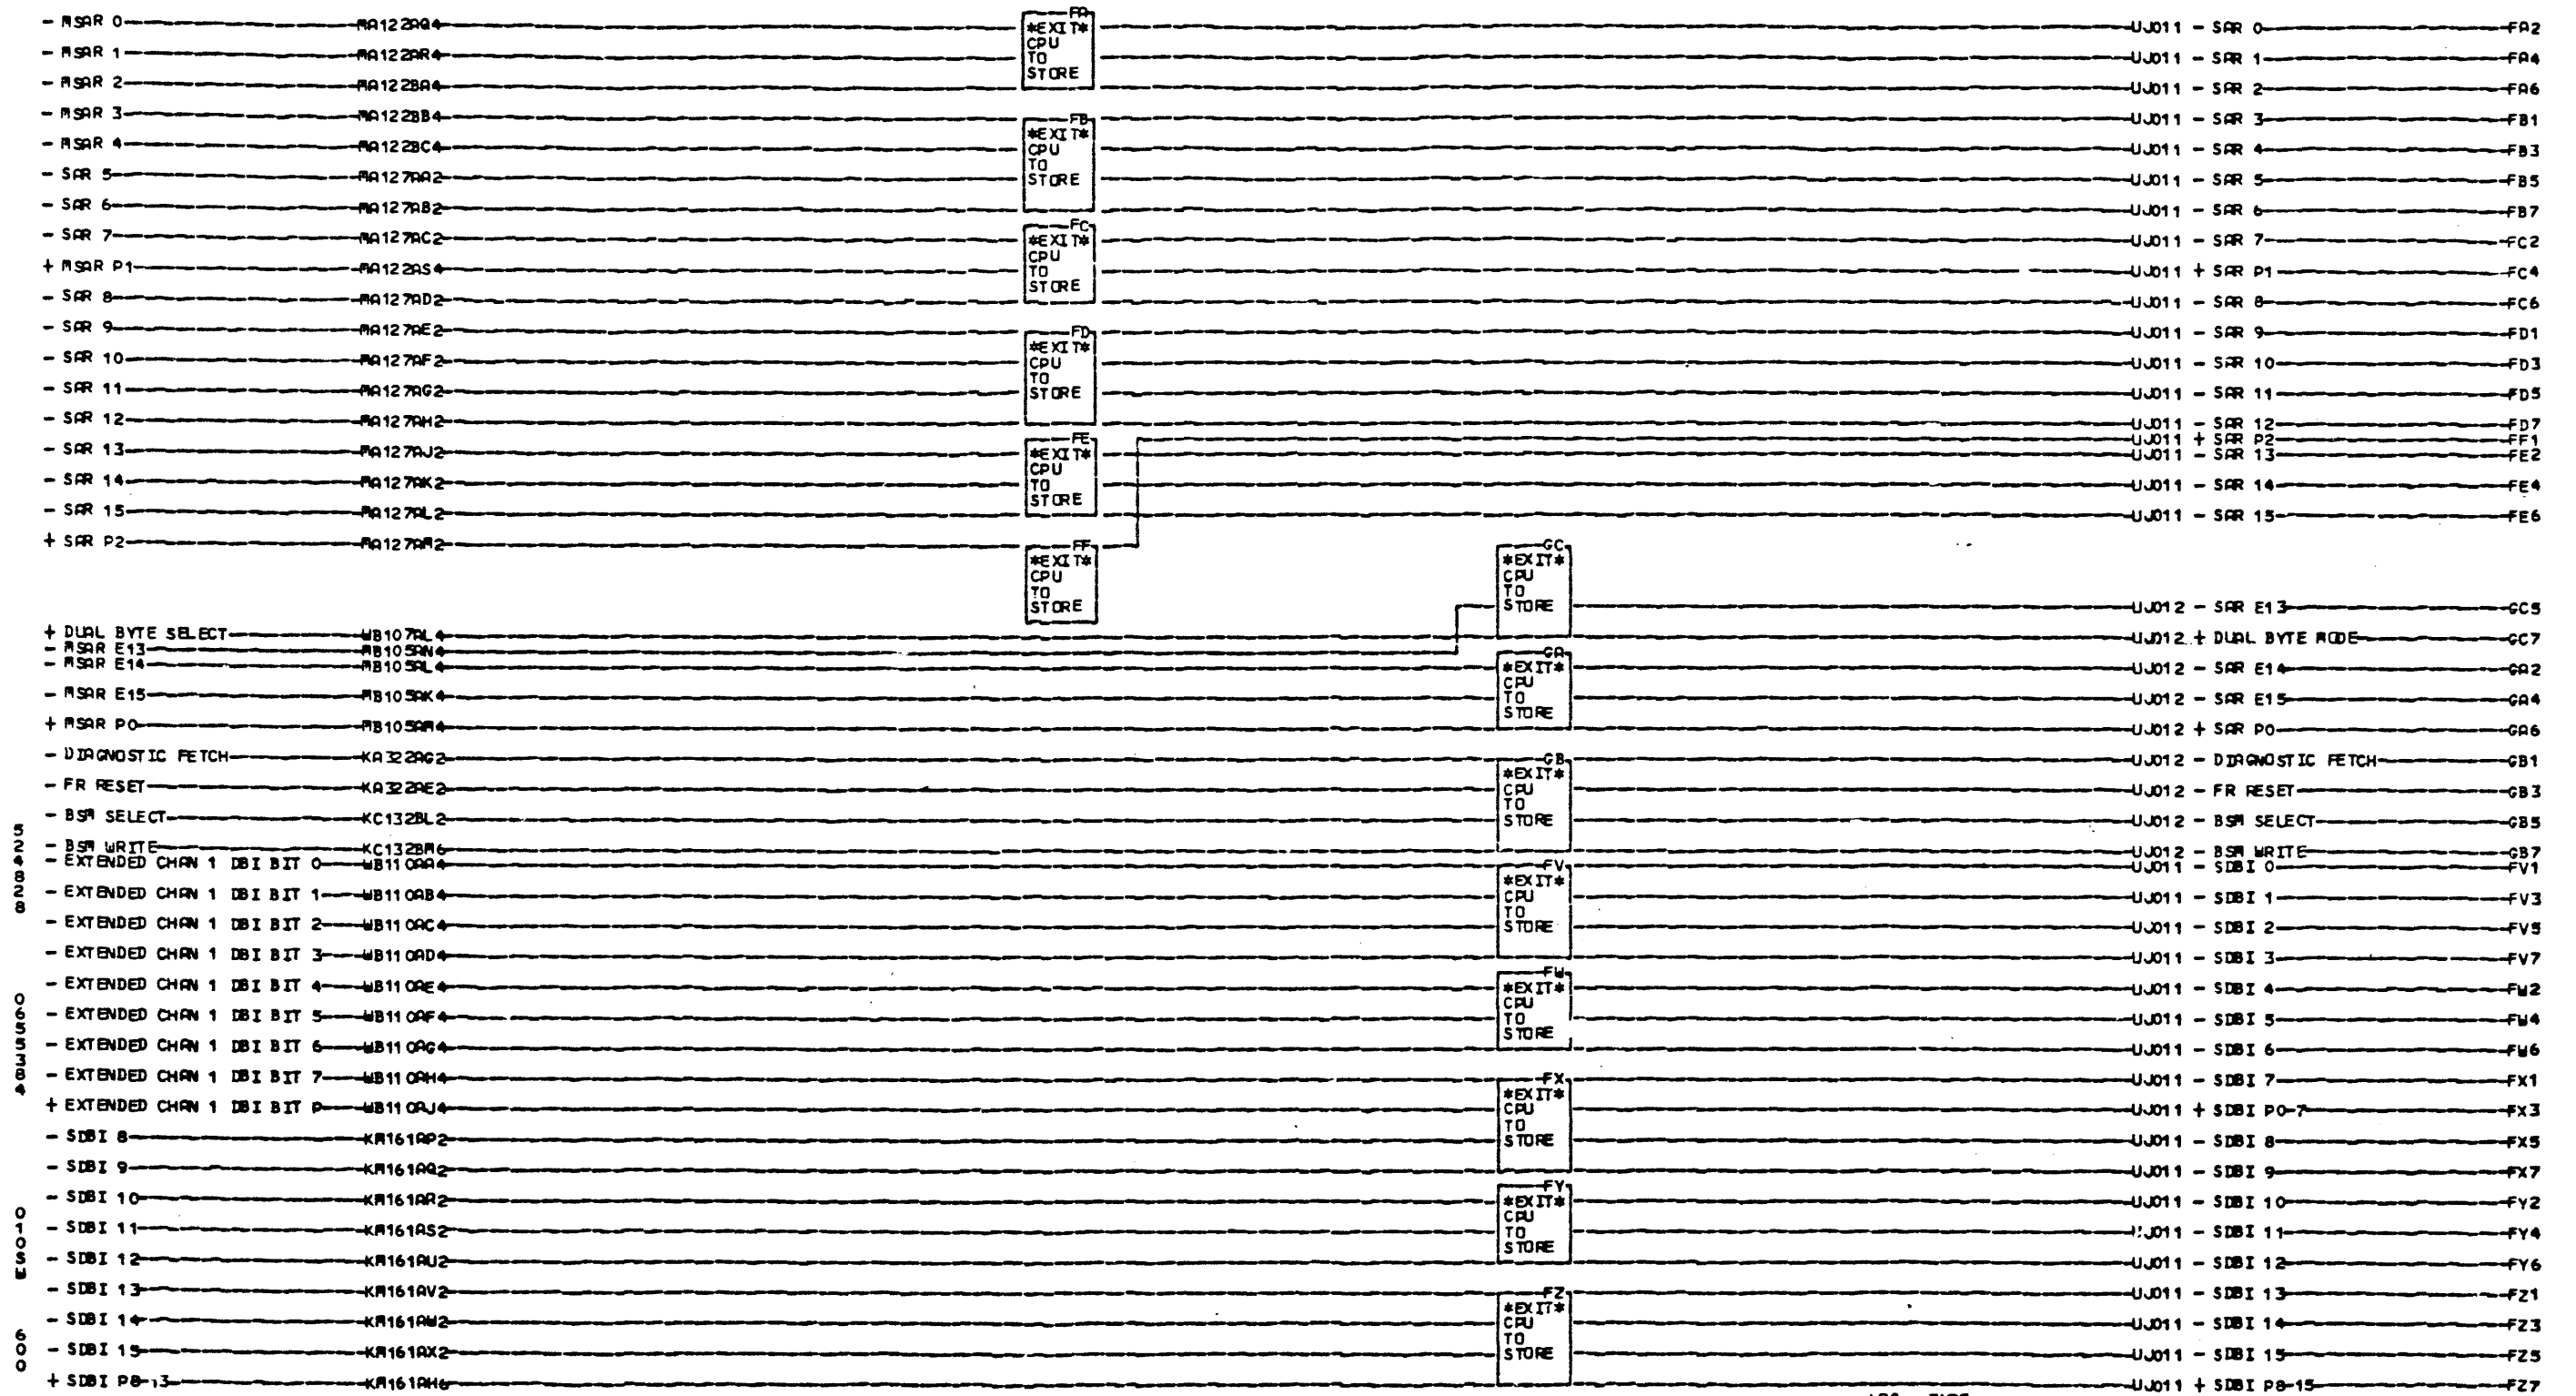 - MSAR 0 MA122AQ4 FA UJ011 - SAR 0 FA2
*EXIT*
CPU
- MSAR 1 MA122AR4 TO UJ011 - SAR 1 FA4
STORE
- MSAR 2 MA122BA4 UJ011 - SAR 2 FA6
- MSAR 3 MA122BB4 FB UJ011 - SAR 3 FB1
*EXIT*
- MSAR 4 MA122BC4 CPU UJ011 - SAR 4 FB3
TO
- SAR 5 MA127AA2 STORE UJ011 - SAR 5 FB5
- SAR 6 MA127AB2 UJ011 - SAR 6 FB7
- SAR 7 MA127AC2 FC UJ011 - SAR 7 FC2
*EXIT*
CPU
+ MSAR P1 MA122AS4 TO UJ011 + SAR P1 FC4
STORE
- SAR 8 MA127AD2 UJ011 - SAR 8 FC6
- SAR 9 MA127AE2 FD UJ011 - SAR 9 FD1
*EXIT*
- SAR 10 MA127AF2 CPU UJ011 - SAR 10 FD3
TO
- SAR 11 MA127AG2 STORE UJ011 - SAR 11 FD5
- SAR 12 MA127AH2 UJ011 - SAR 12 FD7
FE UJ011 + SAR P2 FF1
- SAR 13 MA127AJ2 *EXIT* UJ011 - SAR 13 FE2
CPU
- SAR 14 MA127AK2 TO UJ011 - SAR 14 FE4
STORE
- SAR 15 MA127AL2 UJ011 - SAR 15 FE6
+ SAR P2 MA127AM2 FF GC
*EXIT* *EXIT*
CPU CPU
TO TO
STORE STORE UJ012 - SAR E13 GC5
+ DUAL BYTE SELECT WB107AL4 UJ012 + DUAL BYTE MODE GC7
- MSAR E13 MB105AN4 GA
- MSAR E14 MB105AL4 *EXIT* UJ012 - SAR E14 GA2
CPU
- MSAR E15 MB105AK4 TO UJ012 - SAR E15 GA4
STORE
+ MSAR P0 MB105AM4 UJ012 + SAR P0 GA6
- DIAGNOSTIC FETCH KA322AG2 GB UJ012 - DIAGNOSTIC FETCH GB1
*EXIT*
- FR RESET KA322AE2 CPU UJ012 - FR RESET GB3
TO
- BSM SELECT KC132BL2 STORE UJ012 - BSM SELECT GB5
- BSM WRITE KC132BM6 UJ012 - BSM WRITE GB7
- EXTENDED CHAN 1 DBI BIT 0 WB110AA4 FV UJ011 - SDBI 0 FV1
*EXIT*
- EXTENDED CHAN 1 DBI BIT 1 WB110AB4 CPU UJ011 - SDBI 1 FV3
TO
- EXTENDED CHAN 1 DBI BIT 2 WB110AC4 STORE UJ011 - SDBI 2 FV5
- EXTENDED CHAN 1 DBI BIT 3 WB110AD4 UJ011 - SDBI 3 FV7
FW
- EXTENDED CHAN 1 DBI BIT 4 WB110AE4 *EXIT* UJ011 - SDBI 4 FW2
CPU
- EXTENDED CHAN 1 DBI BIT 5 WB110AF4 TO UJ011 - SDBI 5 FW4
STORE
- EXTENDED CHAN 1 DBI BIT 6 WB110AG4 UJ011 - SDBI 6 FW6
- EXTENDED CHAN 1 DBI BIT 7 WB110AH4 FX UJ011 - SDBI 7 FX1
*EXIT*
+ EXTENDED CHAN 1 DBI BIT P WB110AJ4 CPU UJ011 + SDBI P0-7 FX3
TO
- SDBI 8 KM161AP2 STORE UJ011 - SDBI 8 FX5
- SDBI 9 KM161AQ2 UJ011 - SDBI 9 FX7
FY
- SDBI 10 KM161AR2 *EXIT* UJ011 - SDBI 10 FY2
CPU
- SDBI 11 KM161AS2 TO UJ011 - SDBI 11 FY4
STORE
- SDBI 12 KM161AU2 UJ011 - SDBI 12 FY6
- SDBI 13 KM161AV2 FZ UJ011 - SDBI 13 FZ1
*EXIT*
- SDBI 14 KM161AW2 CPU UJ011 - SDBI 14 FZ3
TO
- SDBI 15 KM161AX2 STORE UJ011 - SDBI 15 FZ5
+ SDBI KM161AH6 UJ011 + SDBI P8-15 FZ7
524828
0655384
010SW
600